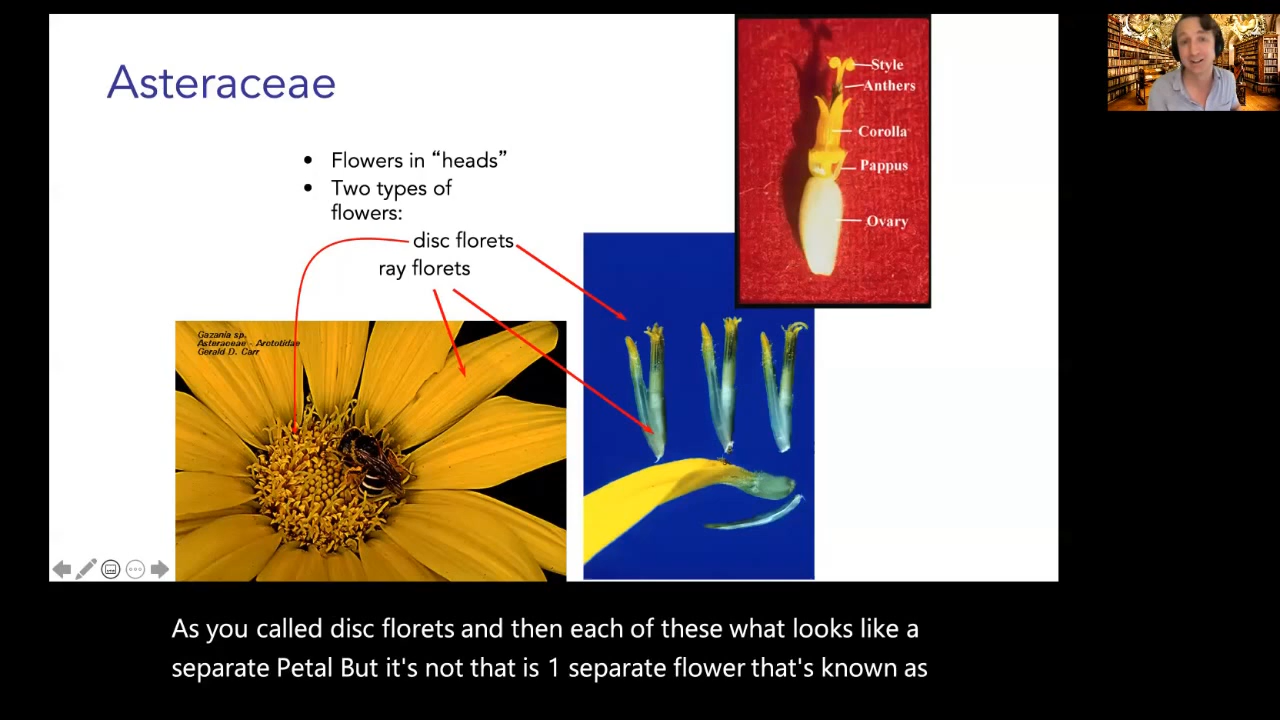 Asteraceae
• Flowers in “heads”
• Two types of
flowers:
disc florets
ray florets
Style
Anthers
Corolla
Pappus
Ovary
Gazania sp.
Asteraceae - Arctotidae
Gerald D. Carr
As you called disc florets and then each of these what looks like a
separate Petal But it's not that is 1 separate flower that's known as